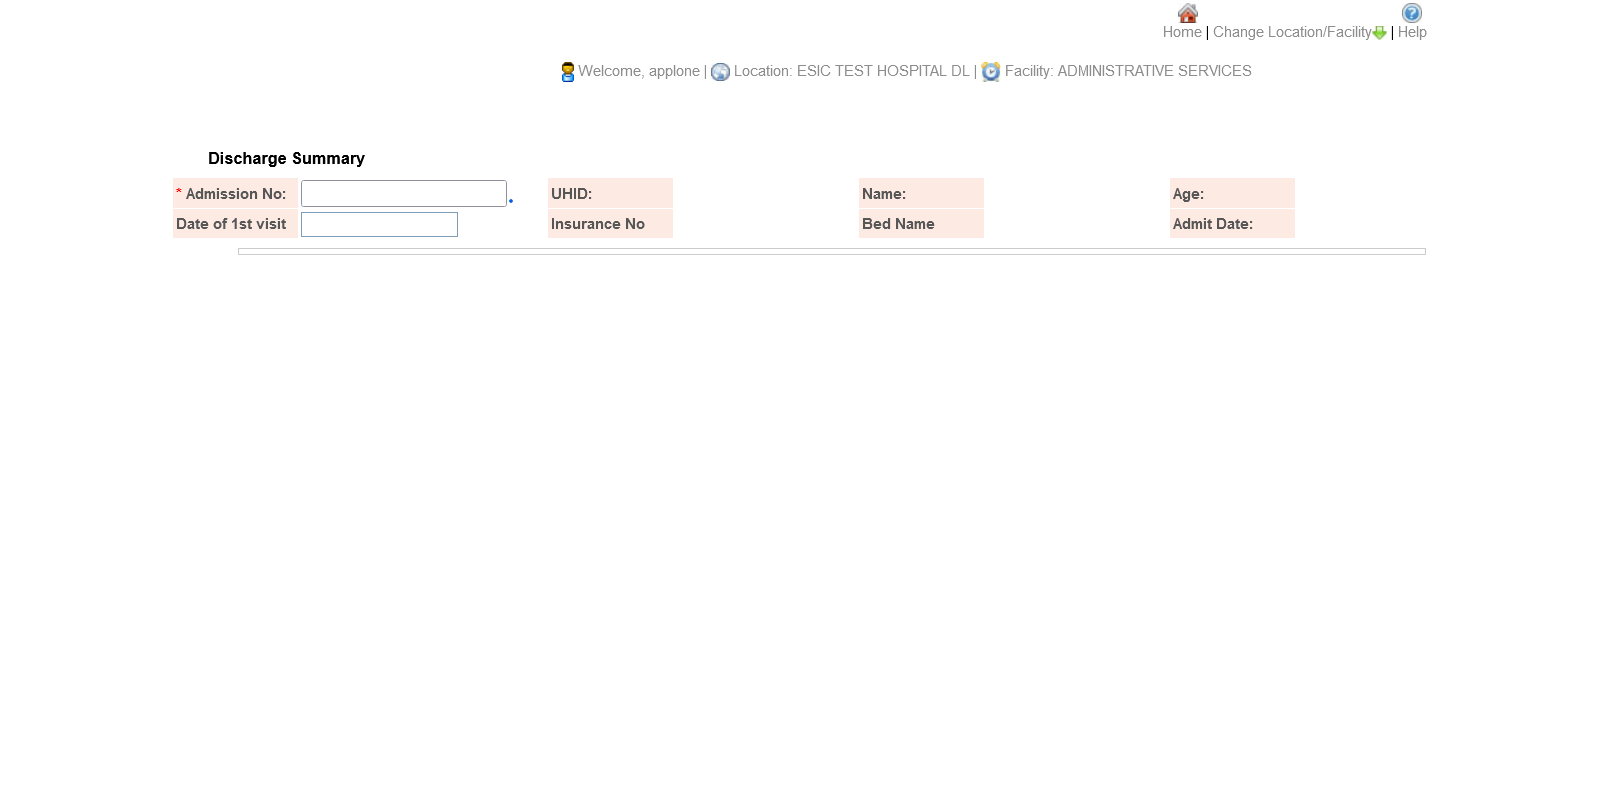 Home | Change Location/Facility | Help
Welcome, applone | Location: ESIC TEST HOSPITAL DL | Facility: ADMINISTRATIVE SERVICES
Discharge Summary
* Admission No: UHID: Name: Age:
Date of 1st visit Insurance No Bed Name Admit Date: